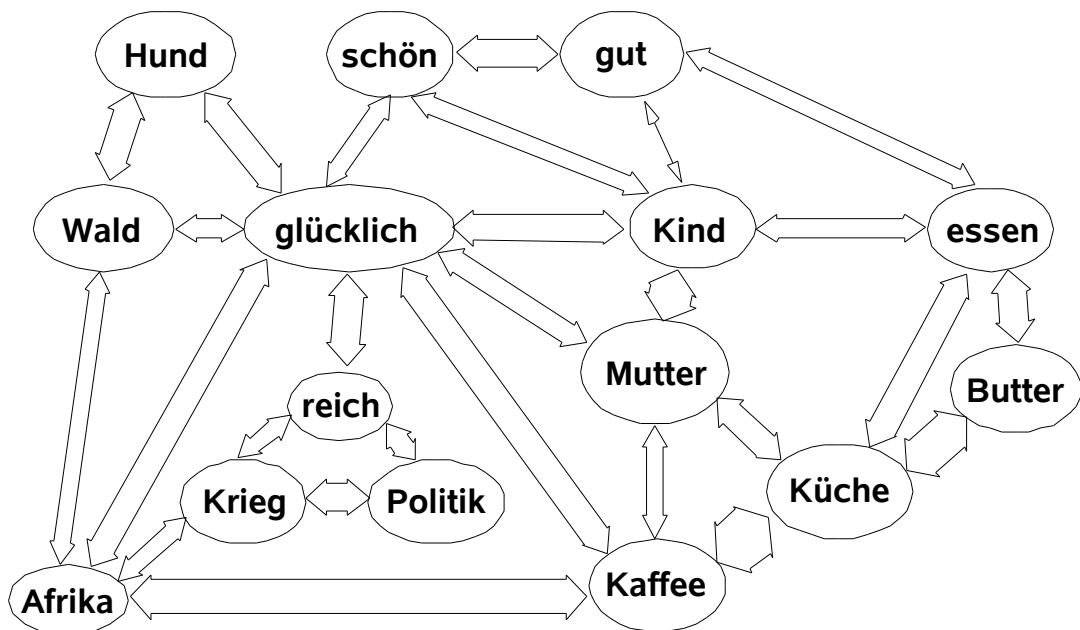 Hund
schön
gut
Wald
glücklich
Kind
essen
Mutter
Butter
reich
Küche
Krieg
Politik
Kaffee
Afrika